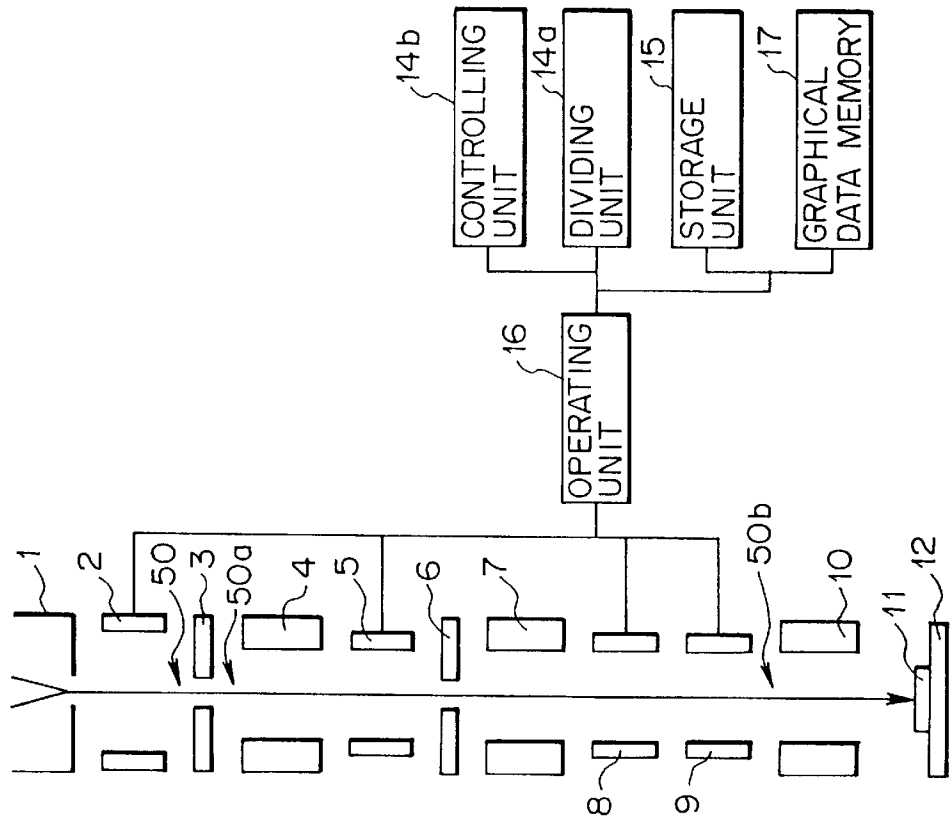 1
2
50
3
50a
4
5
6
7
8
9
50b
10
11
12
OPERATING
UNIT
16
CONTROLLING
UNIT
14b
DIVIDING
UNIT
14a
STORAGE
UNIT
15
GRAPHICAL
DATA MEMORY
17